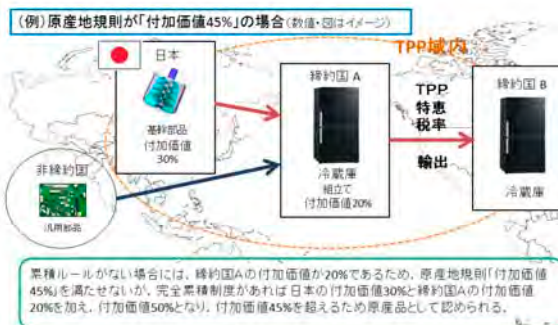 (例)原産地規則が「付加価値45%」の場合(数値・図はイメージ)
TPP域内
日本
基幹部品
付加価値
30%
非締約国
汎用部品
締約国 A
冷蔵庫
組立て
付加価値20%
TPP
特恵
税率
輸出
締約国 B
冷蔵庫
累積ルールがない場合には、締約国Aの付加価値が20%であるため、原産地規則「付加価値
45%」を満たせないが、完全累積制度があれば日本の付加価値30%と締約国Aの付加価値
20%を加え、付加価値50%となり、付加価値45%を超えるため原産品として認められる。